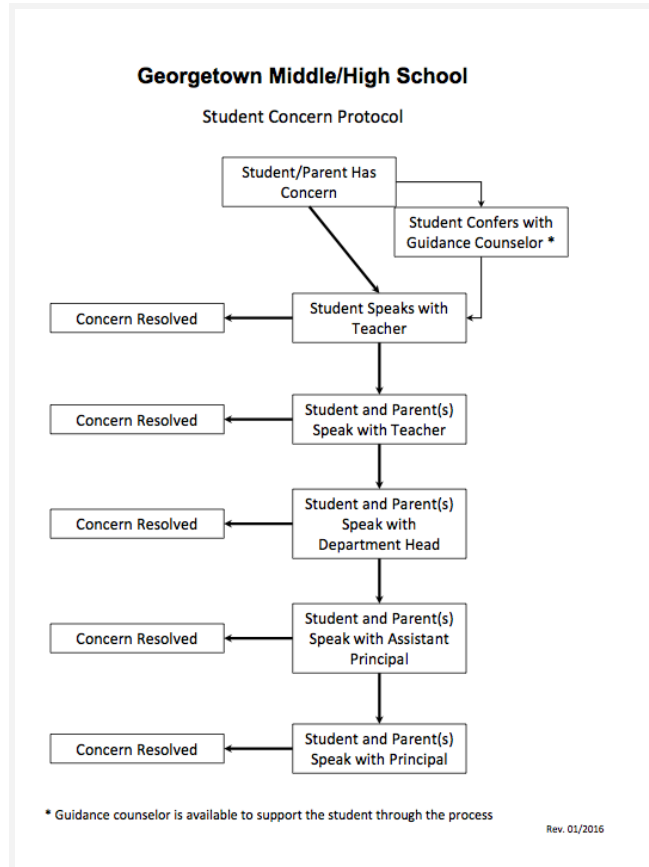 Georgetown Middle/High School
Student Concern Protocol
Student/Parent Has
Concern
Student Confers with
Guidance Counselor *
Student Speaks with
Teacher
Concern Resolved
Student and Parent(s)
Speak with Teacher
Concern Resolved
Student and Parent(s)
Speak with
Department Head
Concern Resolved
Student and Parent(s)
Speak with Assistant
Principal
Concern Resolved
Student and Parent(s)
Speak with Principal
Concern Resolved
* Guidance counselor is available to support the student through the process
Rev. 01/2016